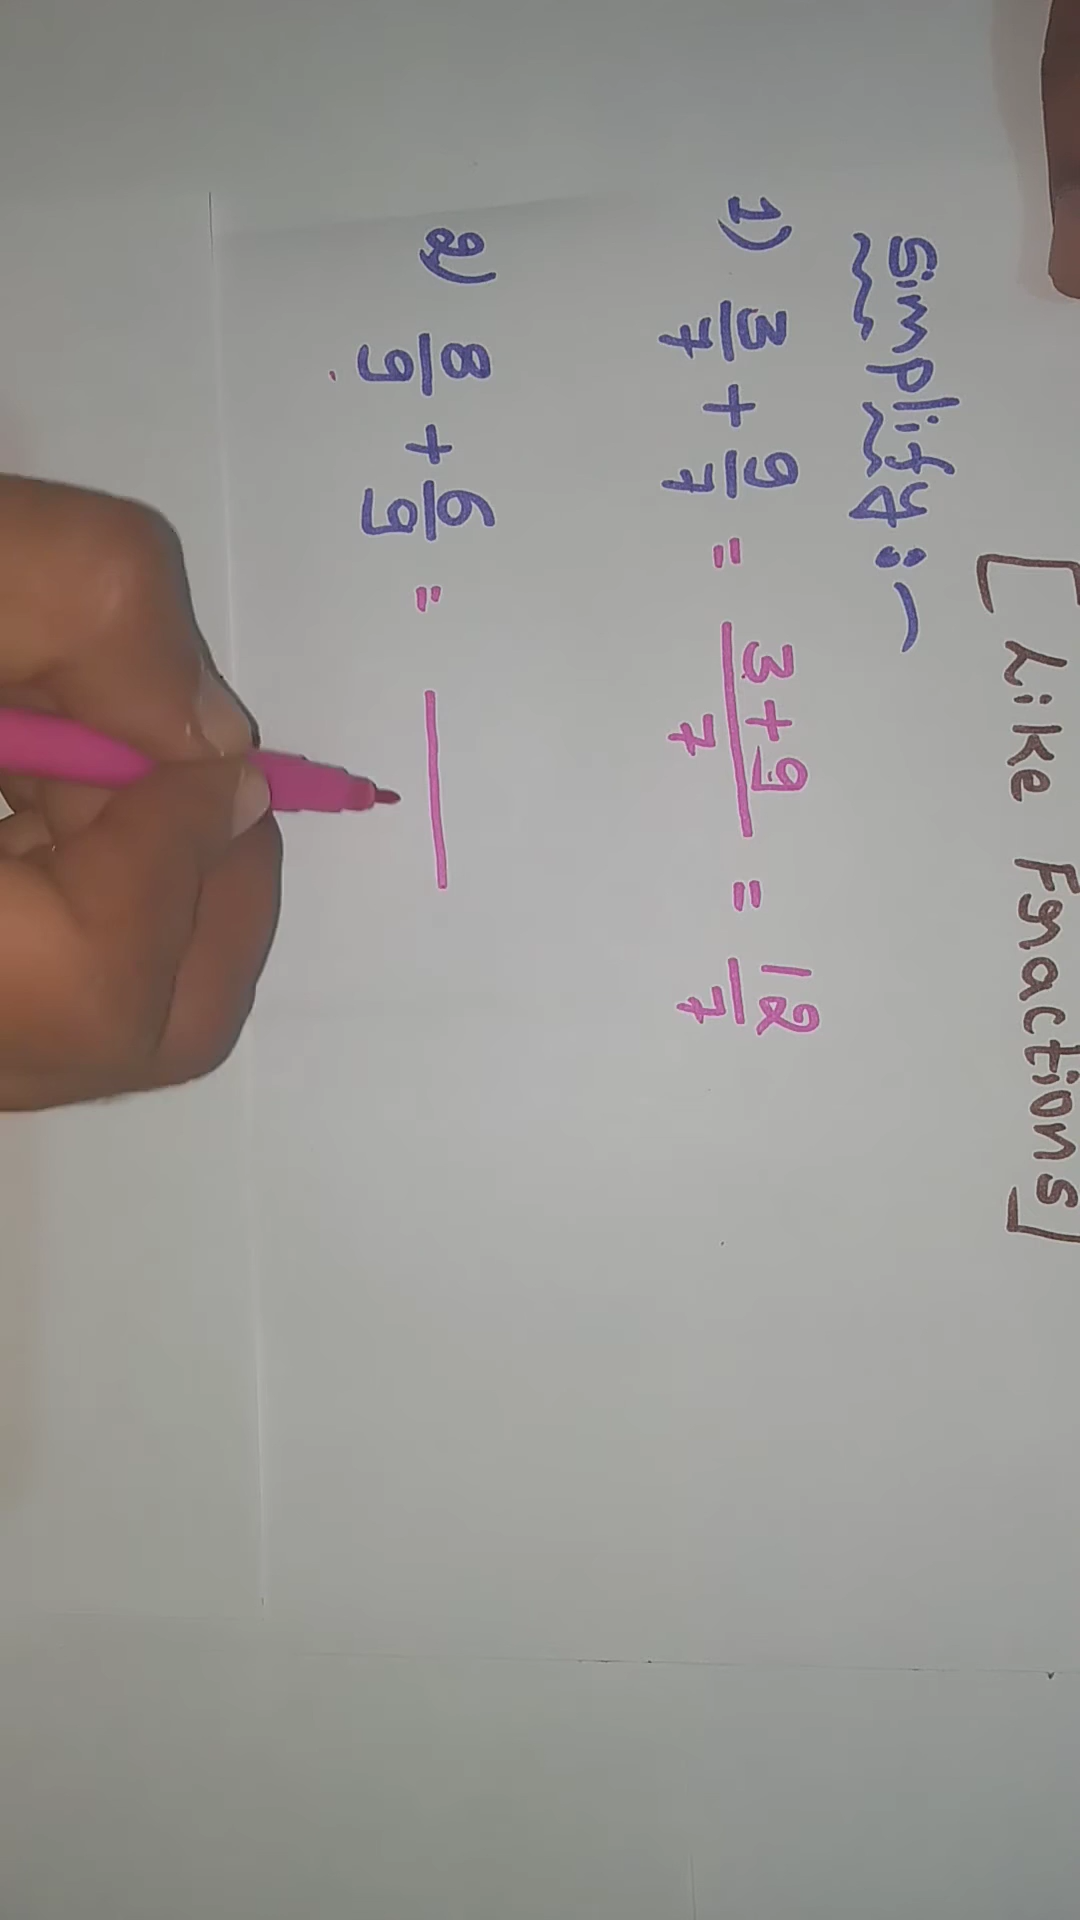 [Like Fractions]
Simplify:-
1) 3/7 + 9/7 = 3+9/7 = 12/7
2) 8/9 + 6/9 =